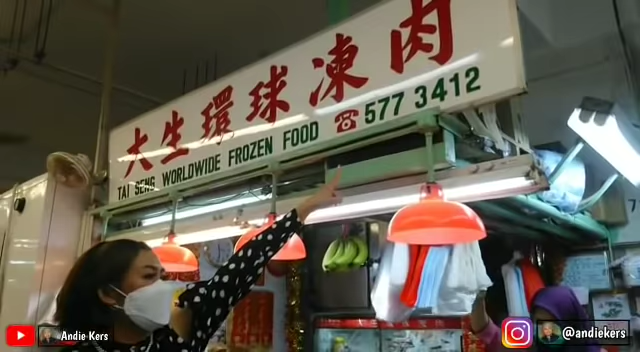 大生環球凍肉
TAI SENG WORLDWIDE FROZEN FOOD ☎577 3412
Andie Kers
@andiekers